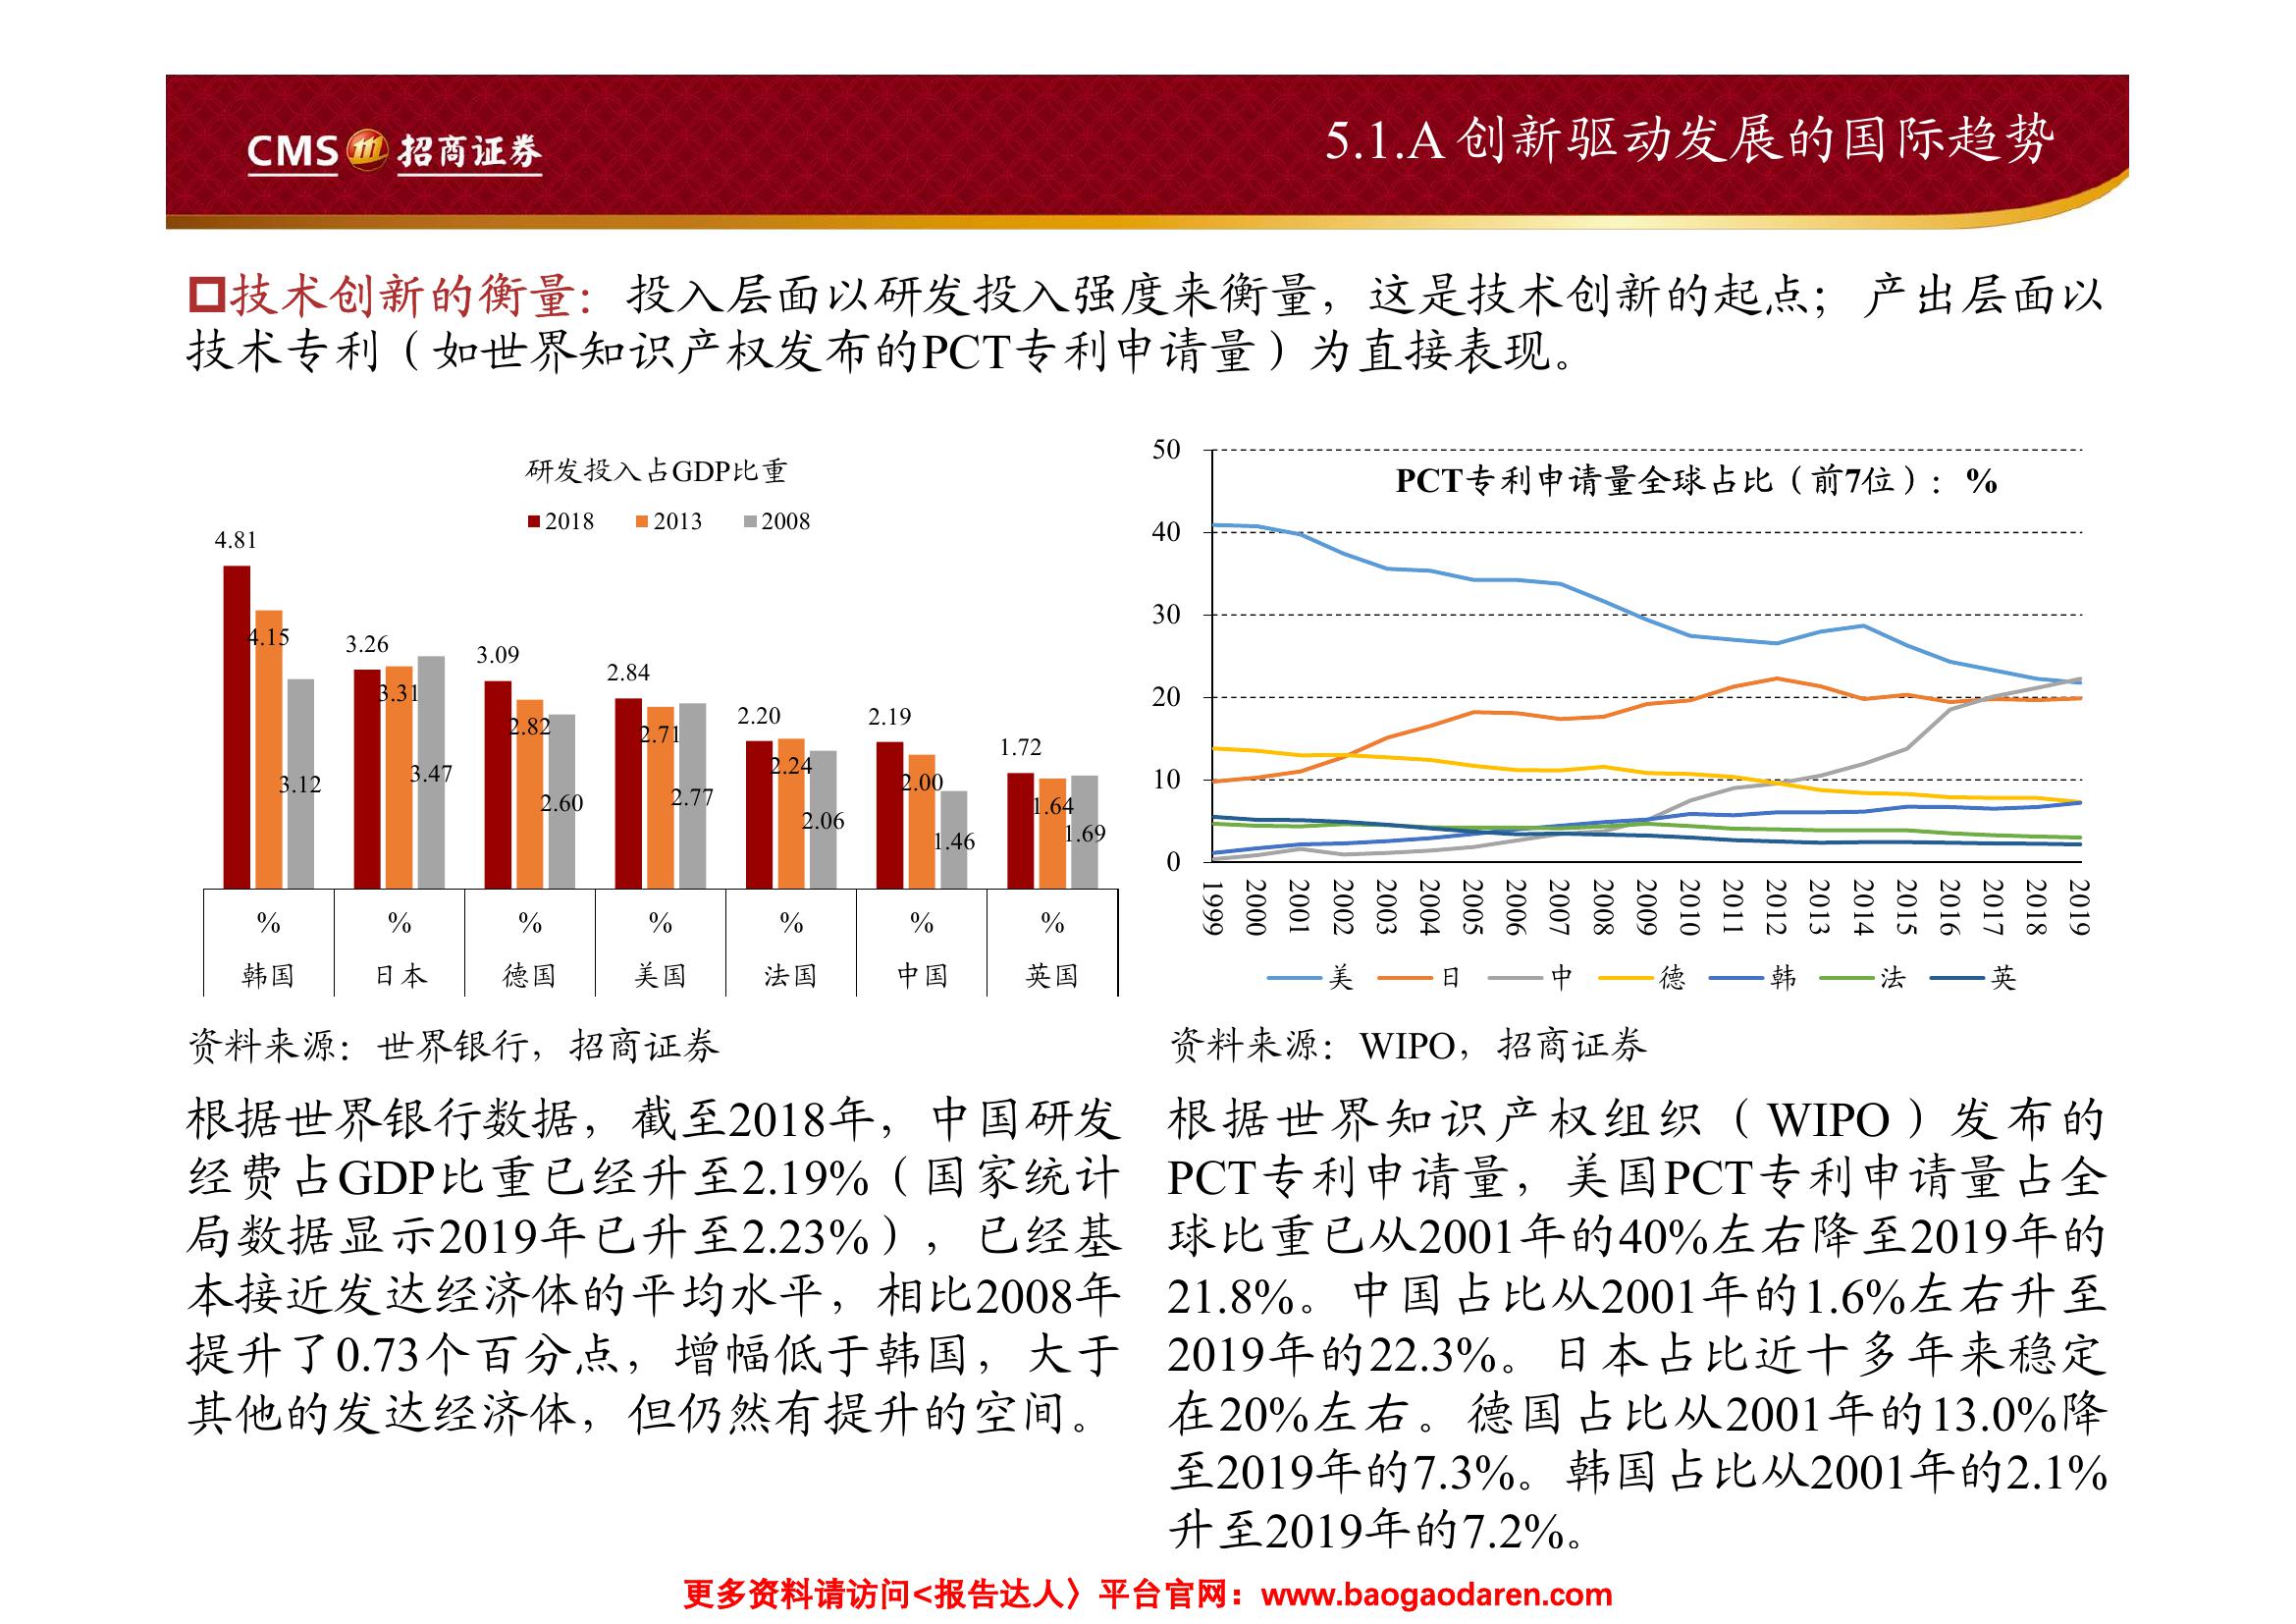 CMS 招商证券
5.1.A 创新驱动发展的国际趋势
技术创新的衡量：投入层面以研发投入强度来衡量，这是技术创新的起点；产出层面以
技术专利（如世界知识产权发布的PCT专利申请量）为直接表现。
研发投入占GDP比重
2018 2013 2008
4.81
4.15
3.12
3.26
3.31
3.47
3.09
2.82
2.60
2.84
2.71
2.77
2.20
2.24
2.06
2.19
2.00
1.46
1.72
1.64
1.69
% % % % % % %
韩国 日本 德国 美国 法国 中国 英国
资料来源：世界银行，招商证券
PCT专利申请量全球占比（前7位）：%
50
40
30
20
10
0
1999 2000 2001 2002 2003 2004 2005 2006 2007 2008 2009 2010 2011 2012 2013 2014 2015 2016 2017 2018 2019
美 日 中 德 韩 法 英
资料来源：WIPO，招商证券
根据世界银行数据，截至2018年，中国研发
经费占GDP比重已经升至2.19%（国家统计
局数据显示2019年已升至2.23%），已经基
本接近发达经济体的平均水平，相比2008年
提升了0.73个百分点，增幅低于韩国，大于
其他的发达经济体，但仍然有提升的空间。
根据世界知识产权组织（WIPO）发布的
PCT专利申请量，美国PCT专利申请量占全
球比重已从2001年的40%左右降至2019年的
21.8%。中国占比从2001年的1.6%左右升至
2019年的22.3%。日本占比近十多年来稳定
在20%左右。德国占比从2001年的13.0%降
至2019年的7.3%。韩国占比从2001年的2.1%
升至2019年的7.2%。
更多资料请访问<报告达人〉平台官网：www.baogaodaren.com